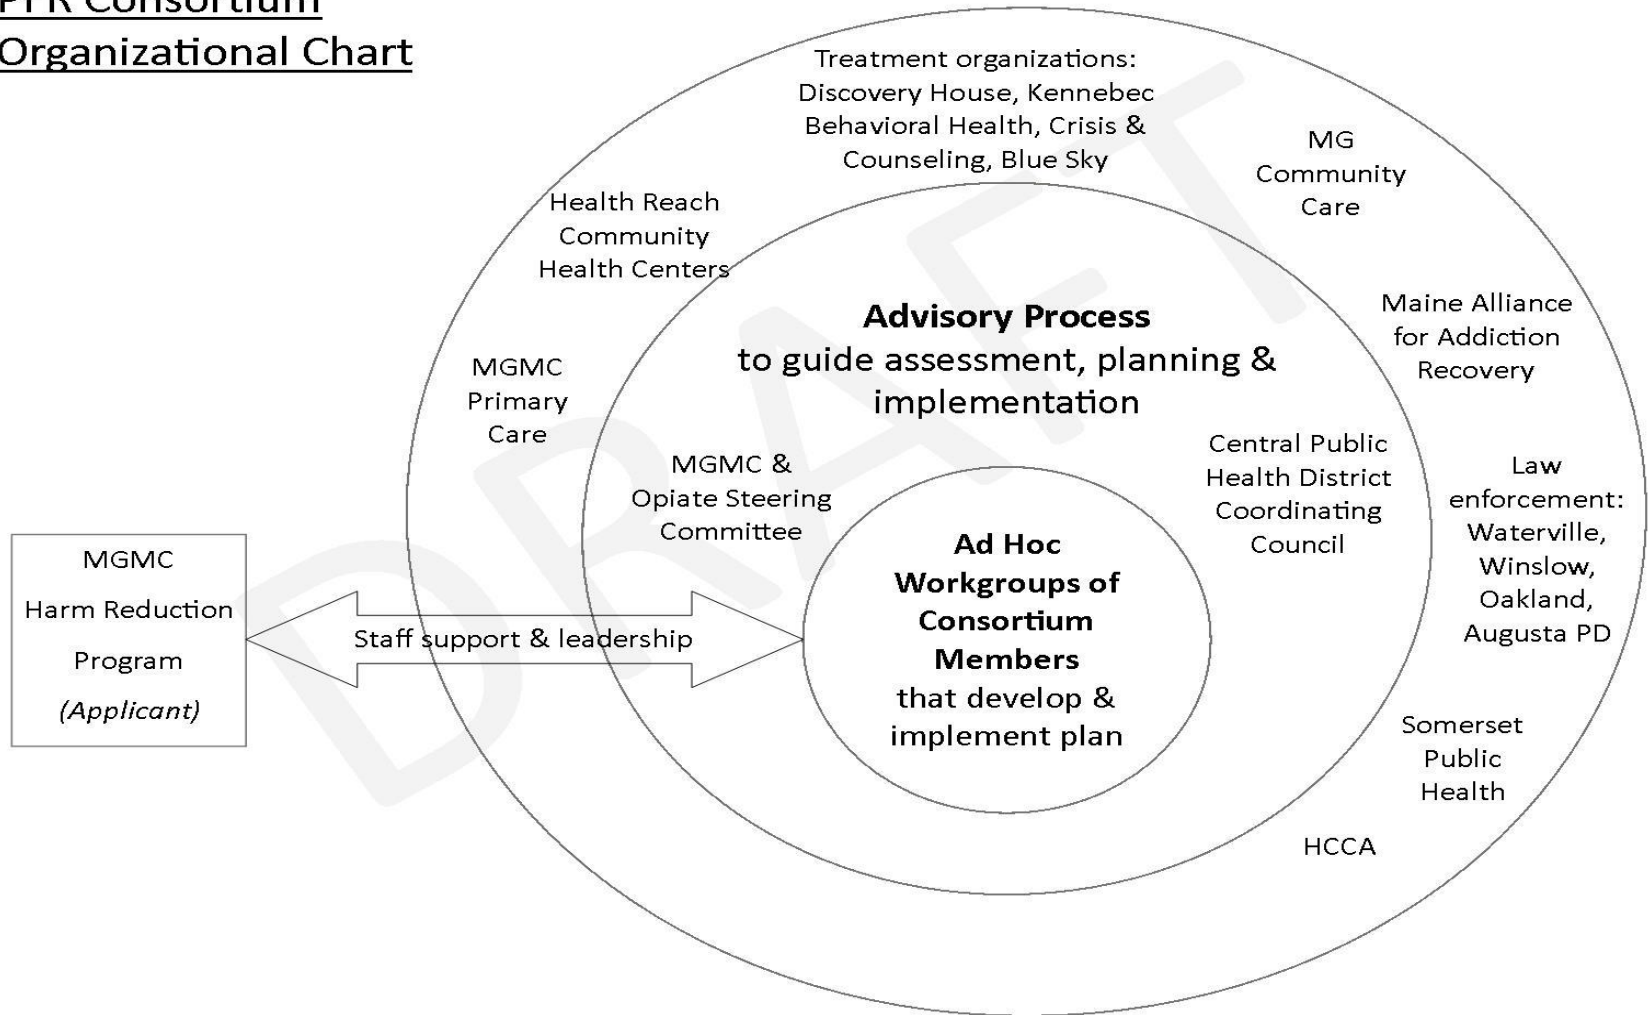 Consortium
Organizational Chart
Treatment organizations:
Discovery House, Kennebec
Behavioral Health, Crisis &
Counseling, Blue Sky
MG
Community
Care
Health Reach
Community
Health Centers
Maine Alliance
for Addiction
Recovery
Advisory Process
to guide assessment, planning &
implementation
MGMC
Primary
Care
MGMC &
Opiate Steering
Committee
Central Public
Health District
Coordinating
Council
Law
enforcement:
Waterville,
Winslow,
Oakland,
Augusta PD
Ad Hoc
Workgroups of
Consortium
Members
that develop &
implement plan
MGMC
Harm Reduction
Program
(Applicant)
Staff support & leadership
Somerset
Public
Health
HCCA
DRAFT